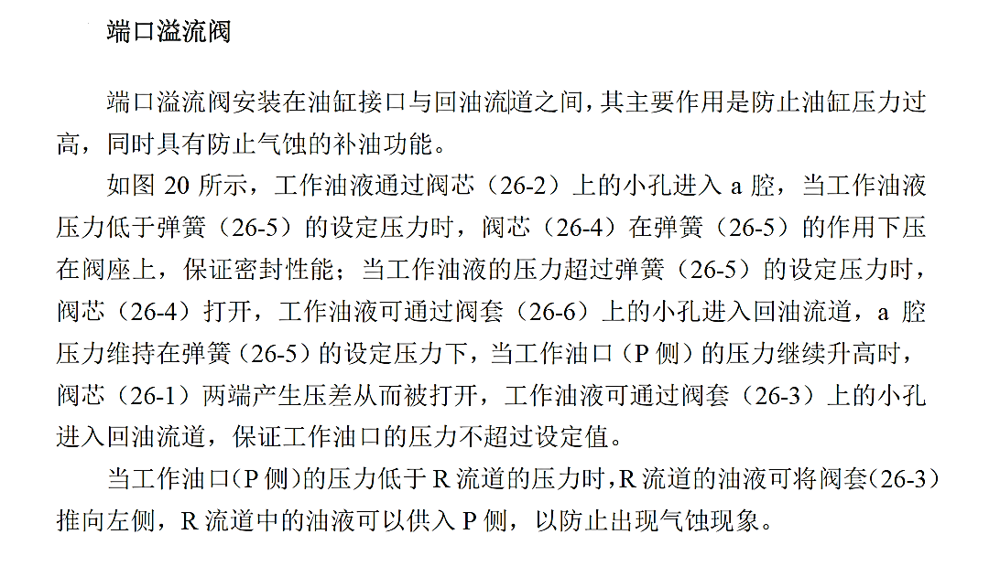 端口溢流阀
端口溢流阀安装在油缸接口与回油流道之间，其主要作用是防止油缸压力过
高，同时具有防止气蚀的补油功能。
如图 20 所示，工作油液通过阀芯（26-2）上的小孔进入 a 腔，当工作油液
压力低于弹簧（26-5）的设定压力时，阀芯（26-4）在弹簧（26-5）的作用下压
在阀座上，保证密封性能；当工作油液的压力超过弹簧（26-5）的设定压力时，
阀芯（26-4）打开，工作油液可通过阀套（26-6）上的小孔进入回油流道，a 腔
压力维持在弹簧（26-5）的设定压力下，当工作油口（P 侧）的压力继续升高时，
阀芯（26-1）两端产生压差从而被打开，工作油液可通过阀套（26-3）上的小孔
进入回油流道，保证工作油口的压力不超过设定值。
当工作油口（P 侧）的压力低于 R 流道的压力时，R 流道的油液可将阀套（26-3）
推向左侧，R 流道中的油液可以供入 P 侧，以防止出现气蚀现象。